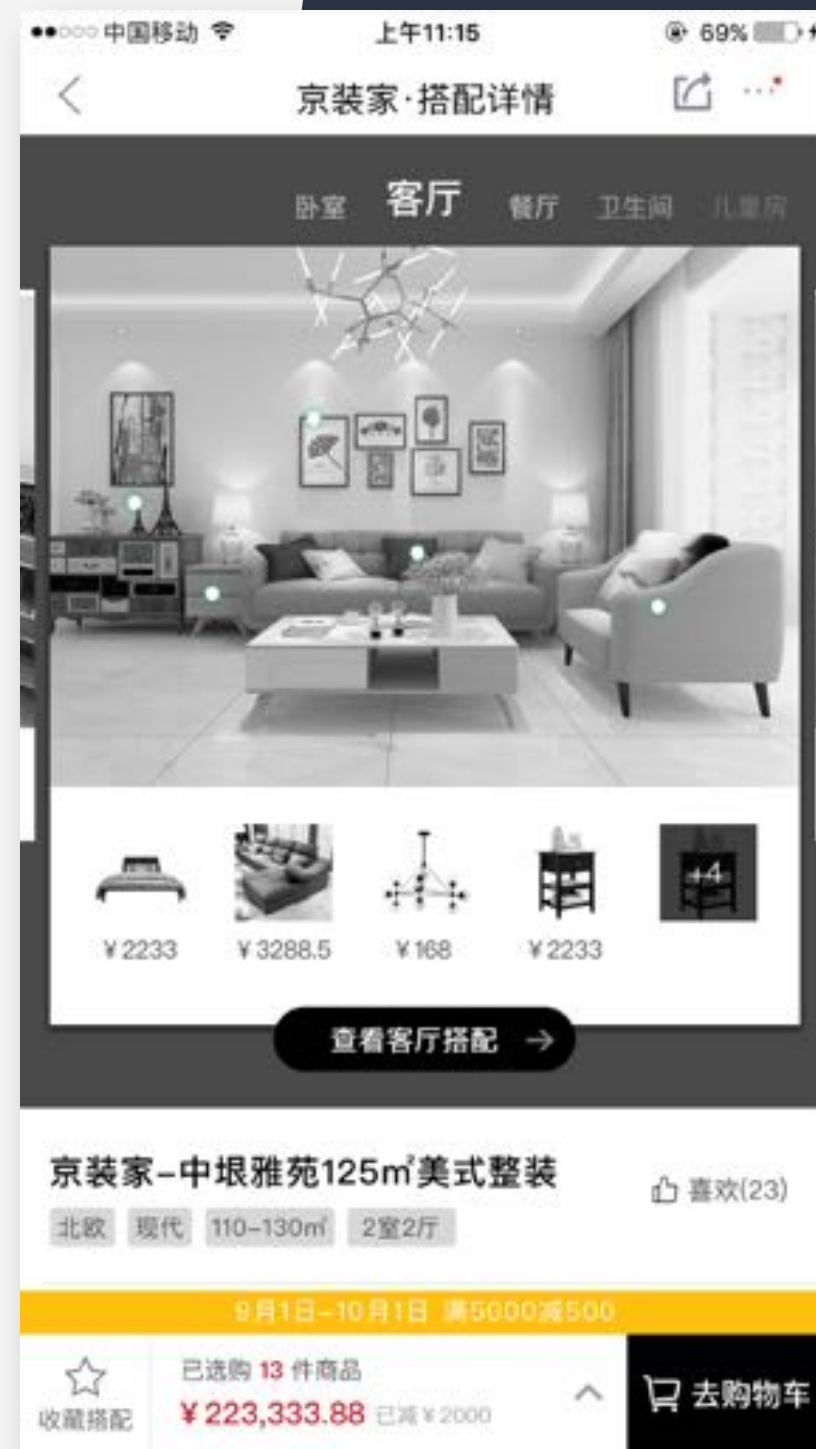 中国移动 上午11:15 69%
京装家·搭配详情
卧室 客厅 餐厅 卫生间 儿童房
+4
¥2233 ¥3288.5 ¥168 ¥2233
查看客厅搭配 →
京装家-中垠雅苑125㎡美式整装
喜欢(23)
北欧 现代 110-130㎡ 2室2厅
9月1日-10月1日 满5000减500
已选购 13 件商品
收藏搭配 ¥223,333.88 已减¥2000 去购物车